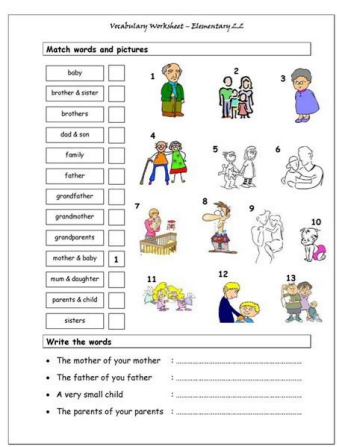 Vocabulary Worksheet – Elementary 2.2
Match words and pictures
baby
brother & sister
brothers
dad & son
family
father
grandfather
grandmother
grandparents
mother & baby 1
mum & daughter
parents & child
sisters
1 2 3
4 5 6
7 8 9 10
11 12 13
Write the words
• The mother of your mother : ................................................................
• The father of you father : ................................................................
• A very small child : ................................................................
• The parents of your parents : ................................................................